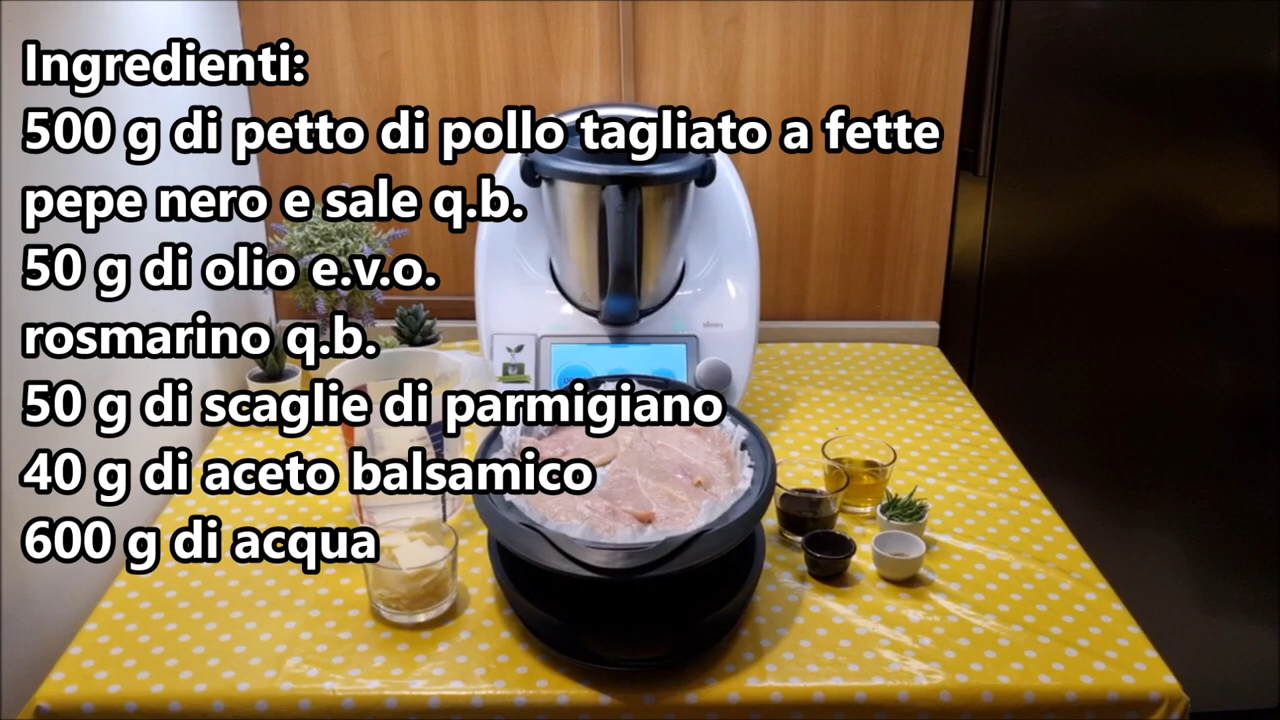 Ingredienti:
500 g di petto di pollo tagliato a fette
pepe nero e sale q.b.
50 g di olio e.v.o.
rosmarino q.b.
50 g di scaglie di parmigiano
40 g di aceto balsamico
600 g di acqua